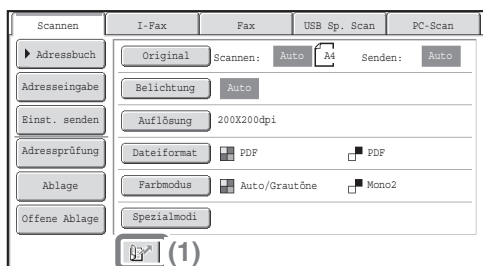 Scannen I-Fax Fax USB Sp. Scan PC-Scan
Adressbuch Original Scannen: Auto A4 Senden: Auto
Adresseingabe Belichtung Auto
Einst. senden Auflösung 200X200dpi
Adressprüfung Dateiformat PDF PDF
Ablage Farbmodus Auto/Grautöne Mono2
Offene Ablage Spezialmodi
(1)